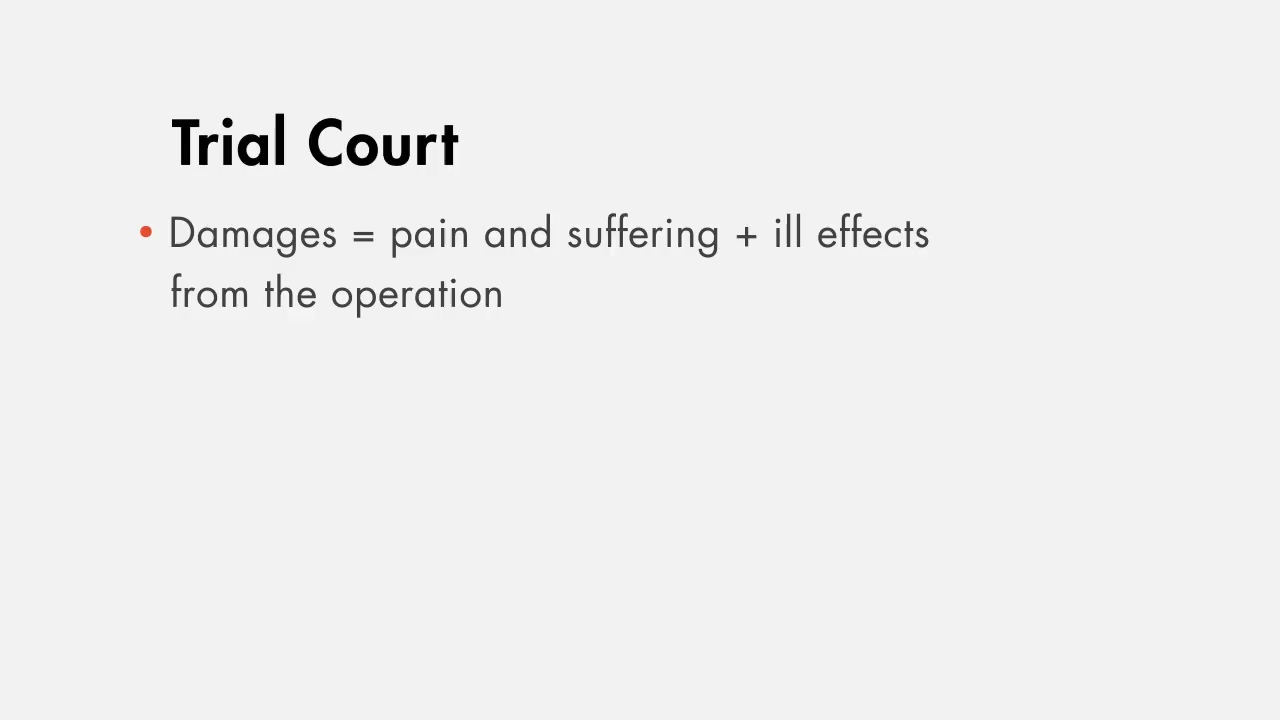 Trial Court
• Damages = pain and suffering + ill effects
from the operation